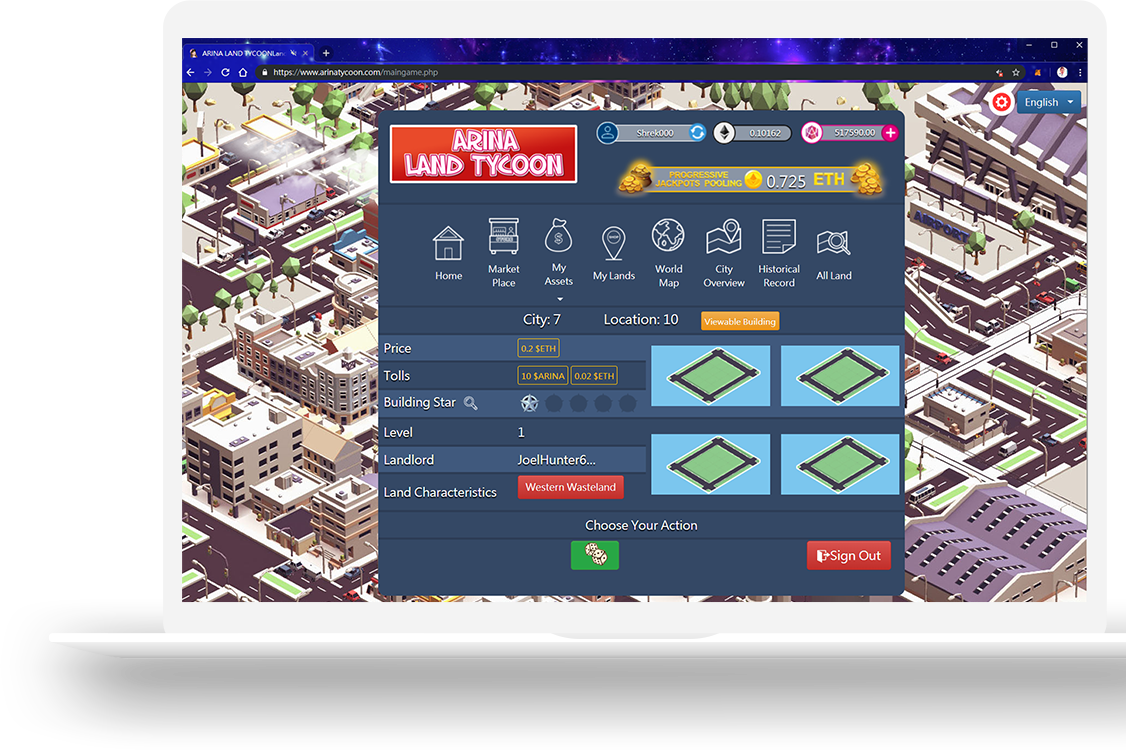 ARINA LAND TYCOON
https://www.arinatycoon.com/maingame.php
English
ARINA
LAND TYCOON
Shrek000
0.10162
517590.00
PROGRESSIVE
JACKPOTS POOLING
0.725 ETH
Home
Market
Place
My
Assets
My Lands
World
Map
City
Overview
Historical
Record
All Land
City: 7
Location: 10
Viewable Building
Price
0.2 $ETH
Tolls
10 $ARINA
0.02 $ETH
Building Star
Level
1
Landlord
JoelHunter6...
Land Characteristics
Western Wasteland
Choose Your Action
Sign Out
AIRPORT